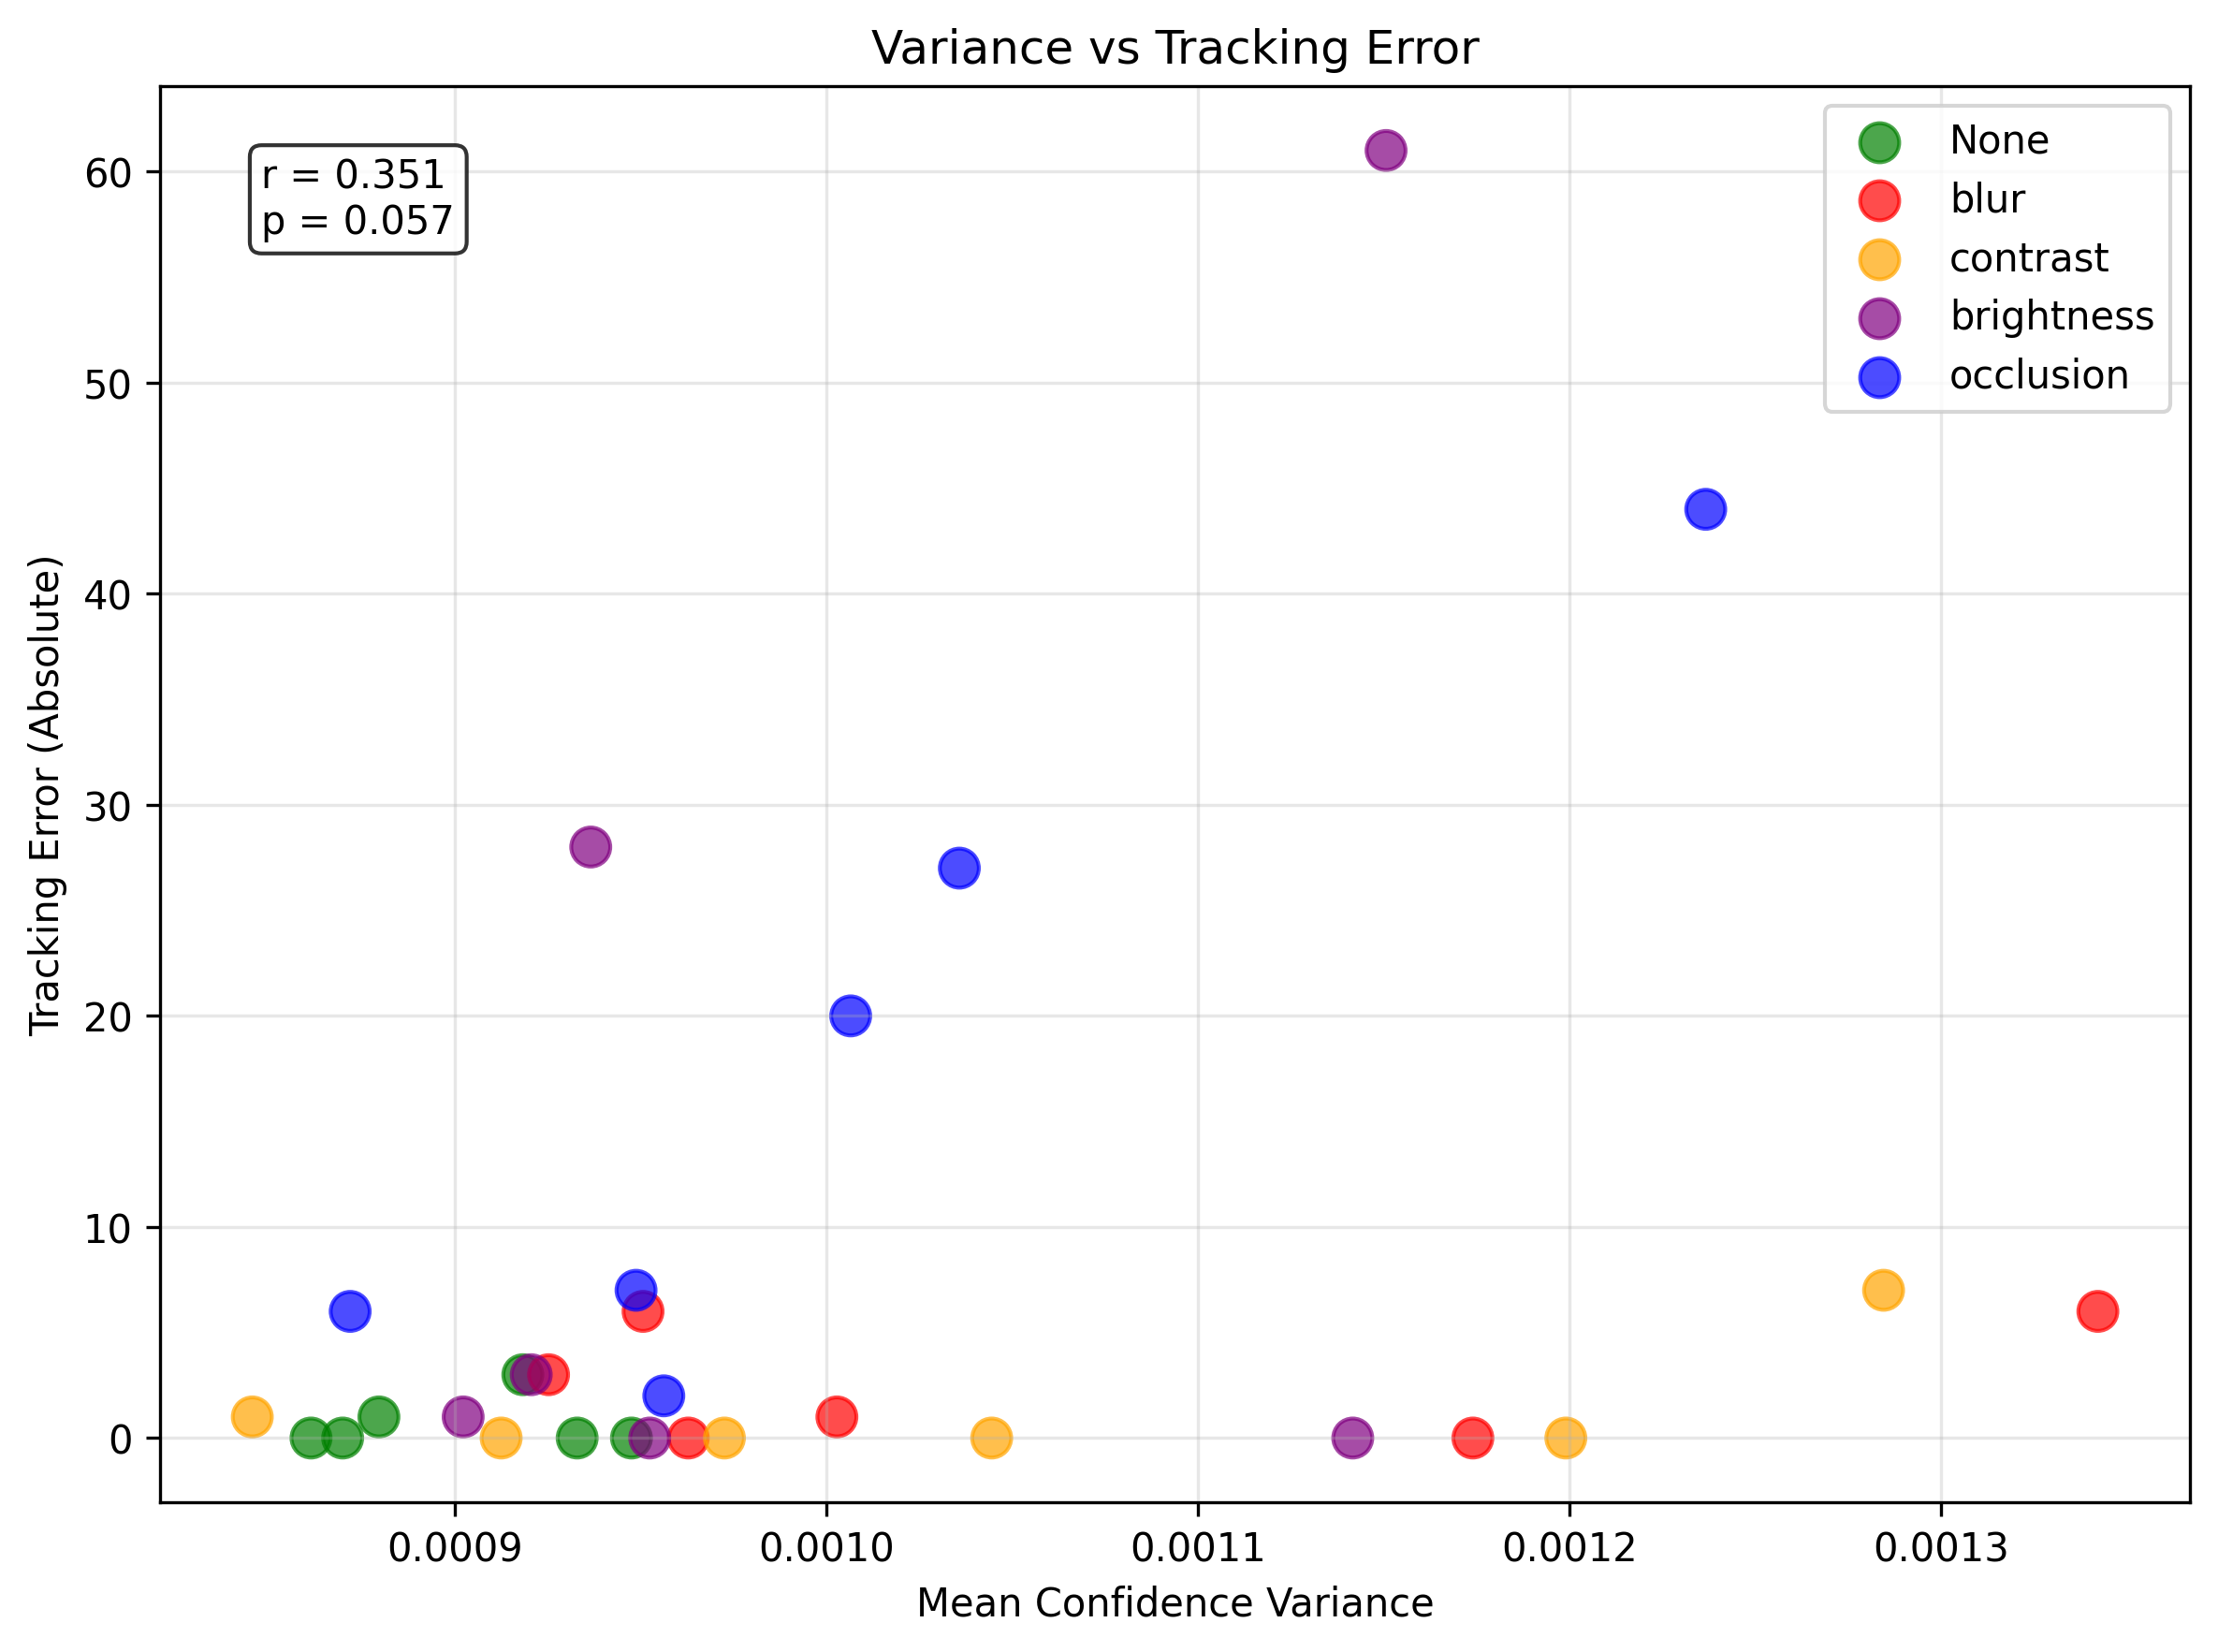 Variance vs Tracking Error
r = 0.351
p = 0.057
None
blur
contrast
brightness
occlusion
Tracking Error (Absolute)
60
50
40
30
20
10
0
0.0009
0.0010
0.0011
0.0012
0.0013
Mean Confidence Variance